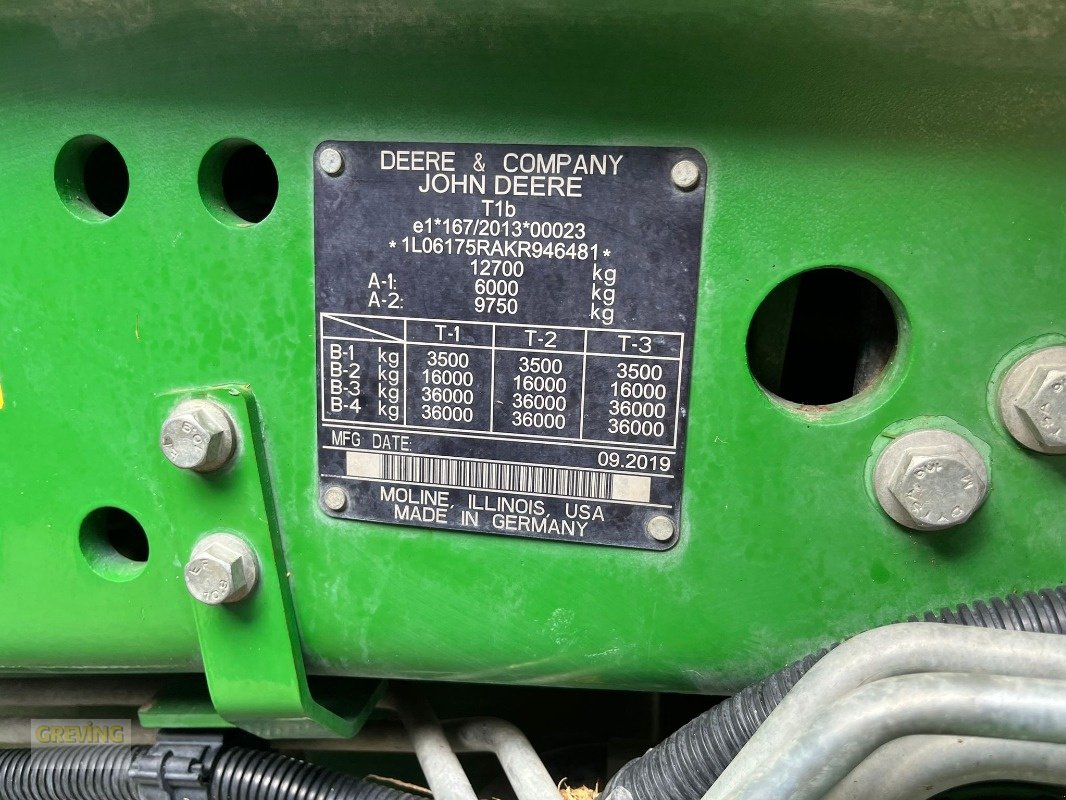 DEERE & COMPANY
JOHN DEERE
T1b
e1*167/2013*00023
*1L06175RAKR946481*
12700 kg
A-1: 6000 kg
A-2: 9750 kg
T-1 T-2 T-3
B-1 kg 3500 3500 3500
B-2 kg 16000 16000 16000
B-3 kg 36000 36000 36000
B-4 kg 36000 36000 36000
MFG DATE: 09.2019
MOLINE, ILLINOIS, USA
MADE IN GERMANY
GREVING